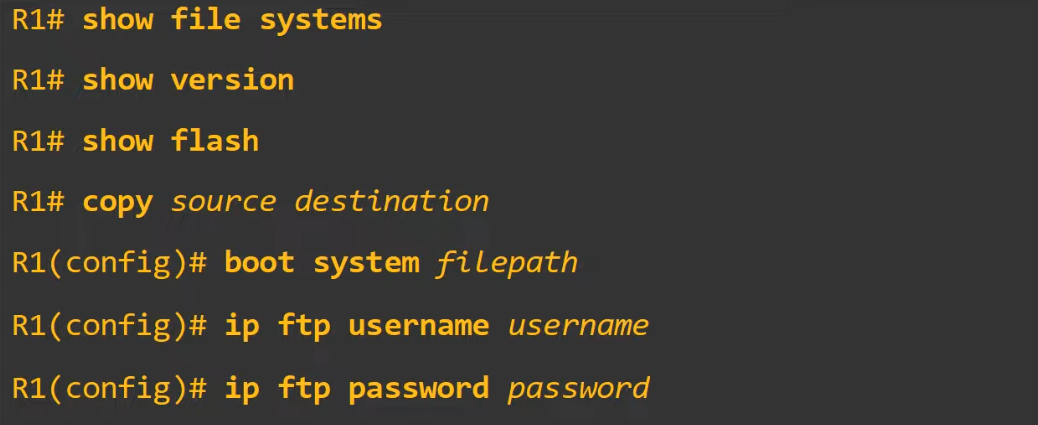 R1# show file systems
R1# show version
R1# show flash
R1# copy source destination
R1(config)# boot system filepath
R1(config)# ip ftp username username
R1(config)# ip ftp password password